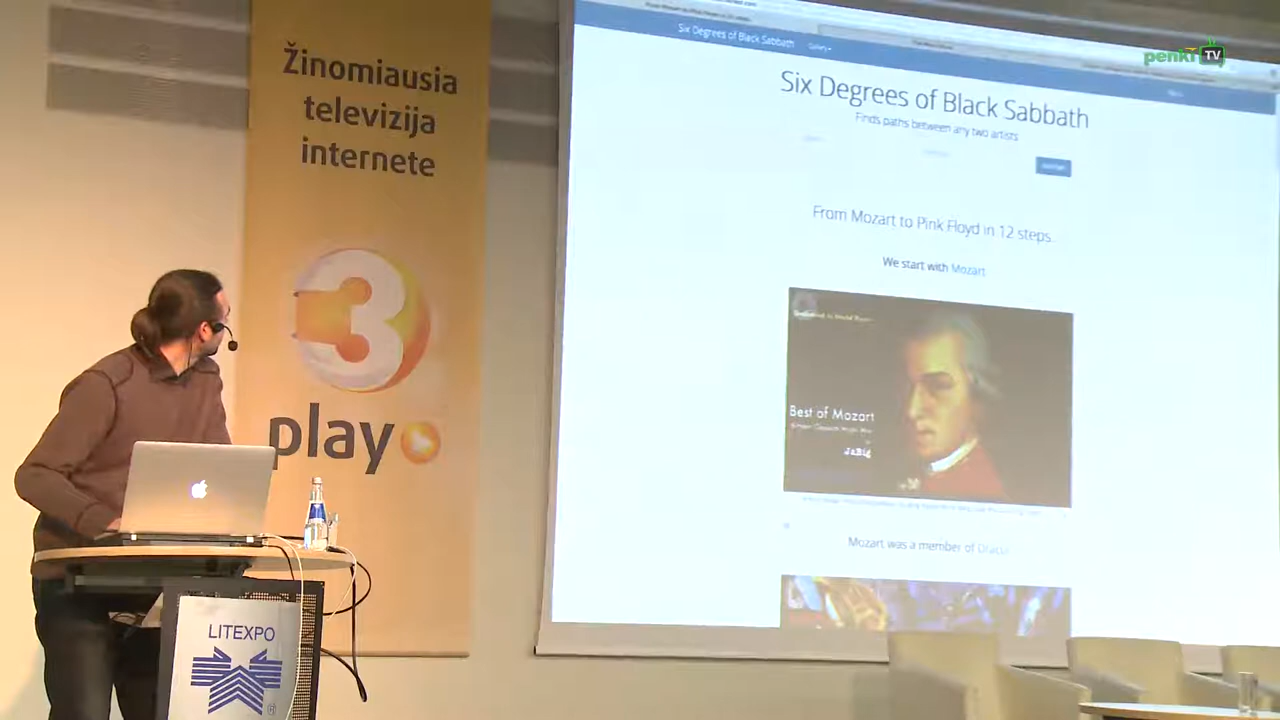 Žinomiausia
televizija
internete
3
play
LITEXPO
penki TV
Six Degrees of Black Sabbath
Gallery
Six Degrees of Black Sabbath
Finds paths between any two artists
From Mozart to Pink Floyd in 12 steps.
We start with Mozart
Best of Mozart
JaBig
Mozart was a member of